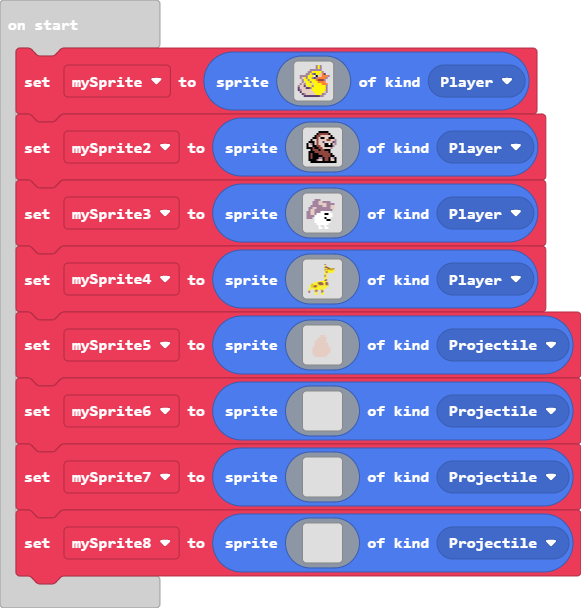 on start
set mySprite to sprite of kind Player
set mySprite2 to sprite of kind Player
set mySprite3 to sprite of kind Player
set mySprite4 to sprite of kind Player
set mySprite5 to sprite of kind Projectile
set mySprite6 to sprite of kind Projectile
set mySprite7 to sprite of kind Projectile
set mySprite8 to sprite of kind Projectile